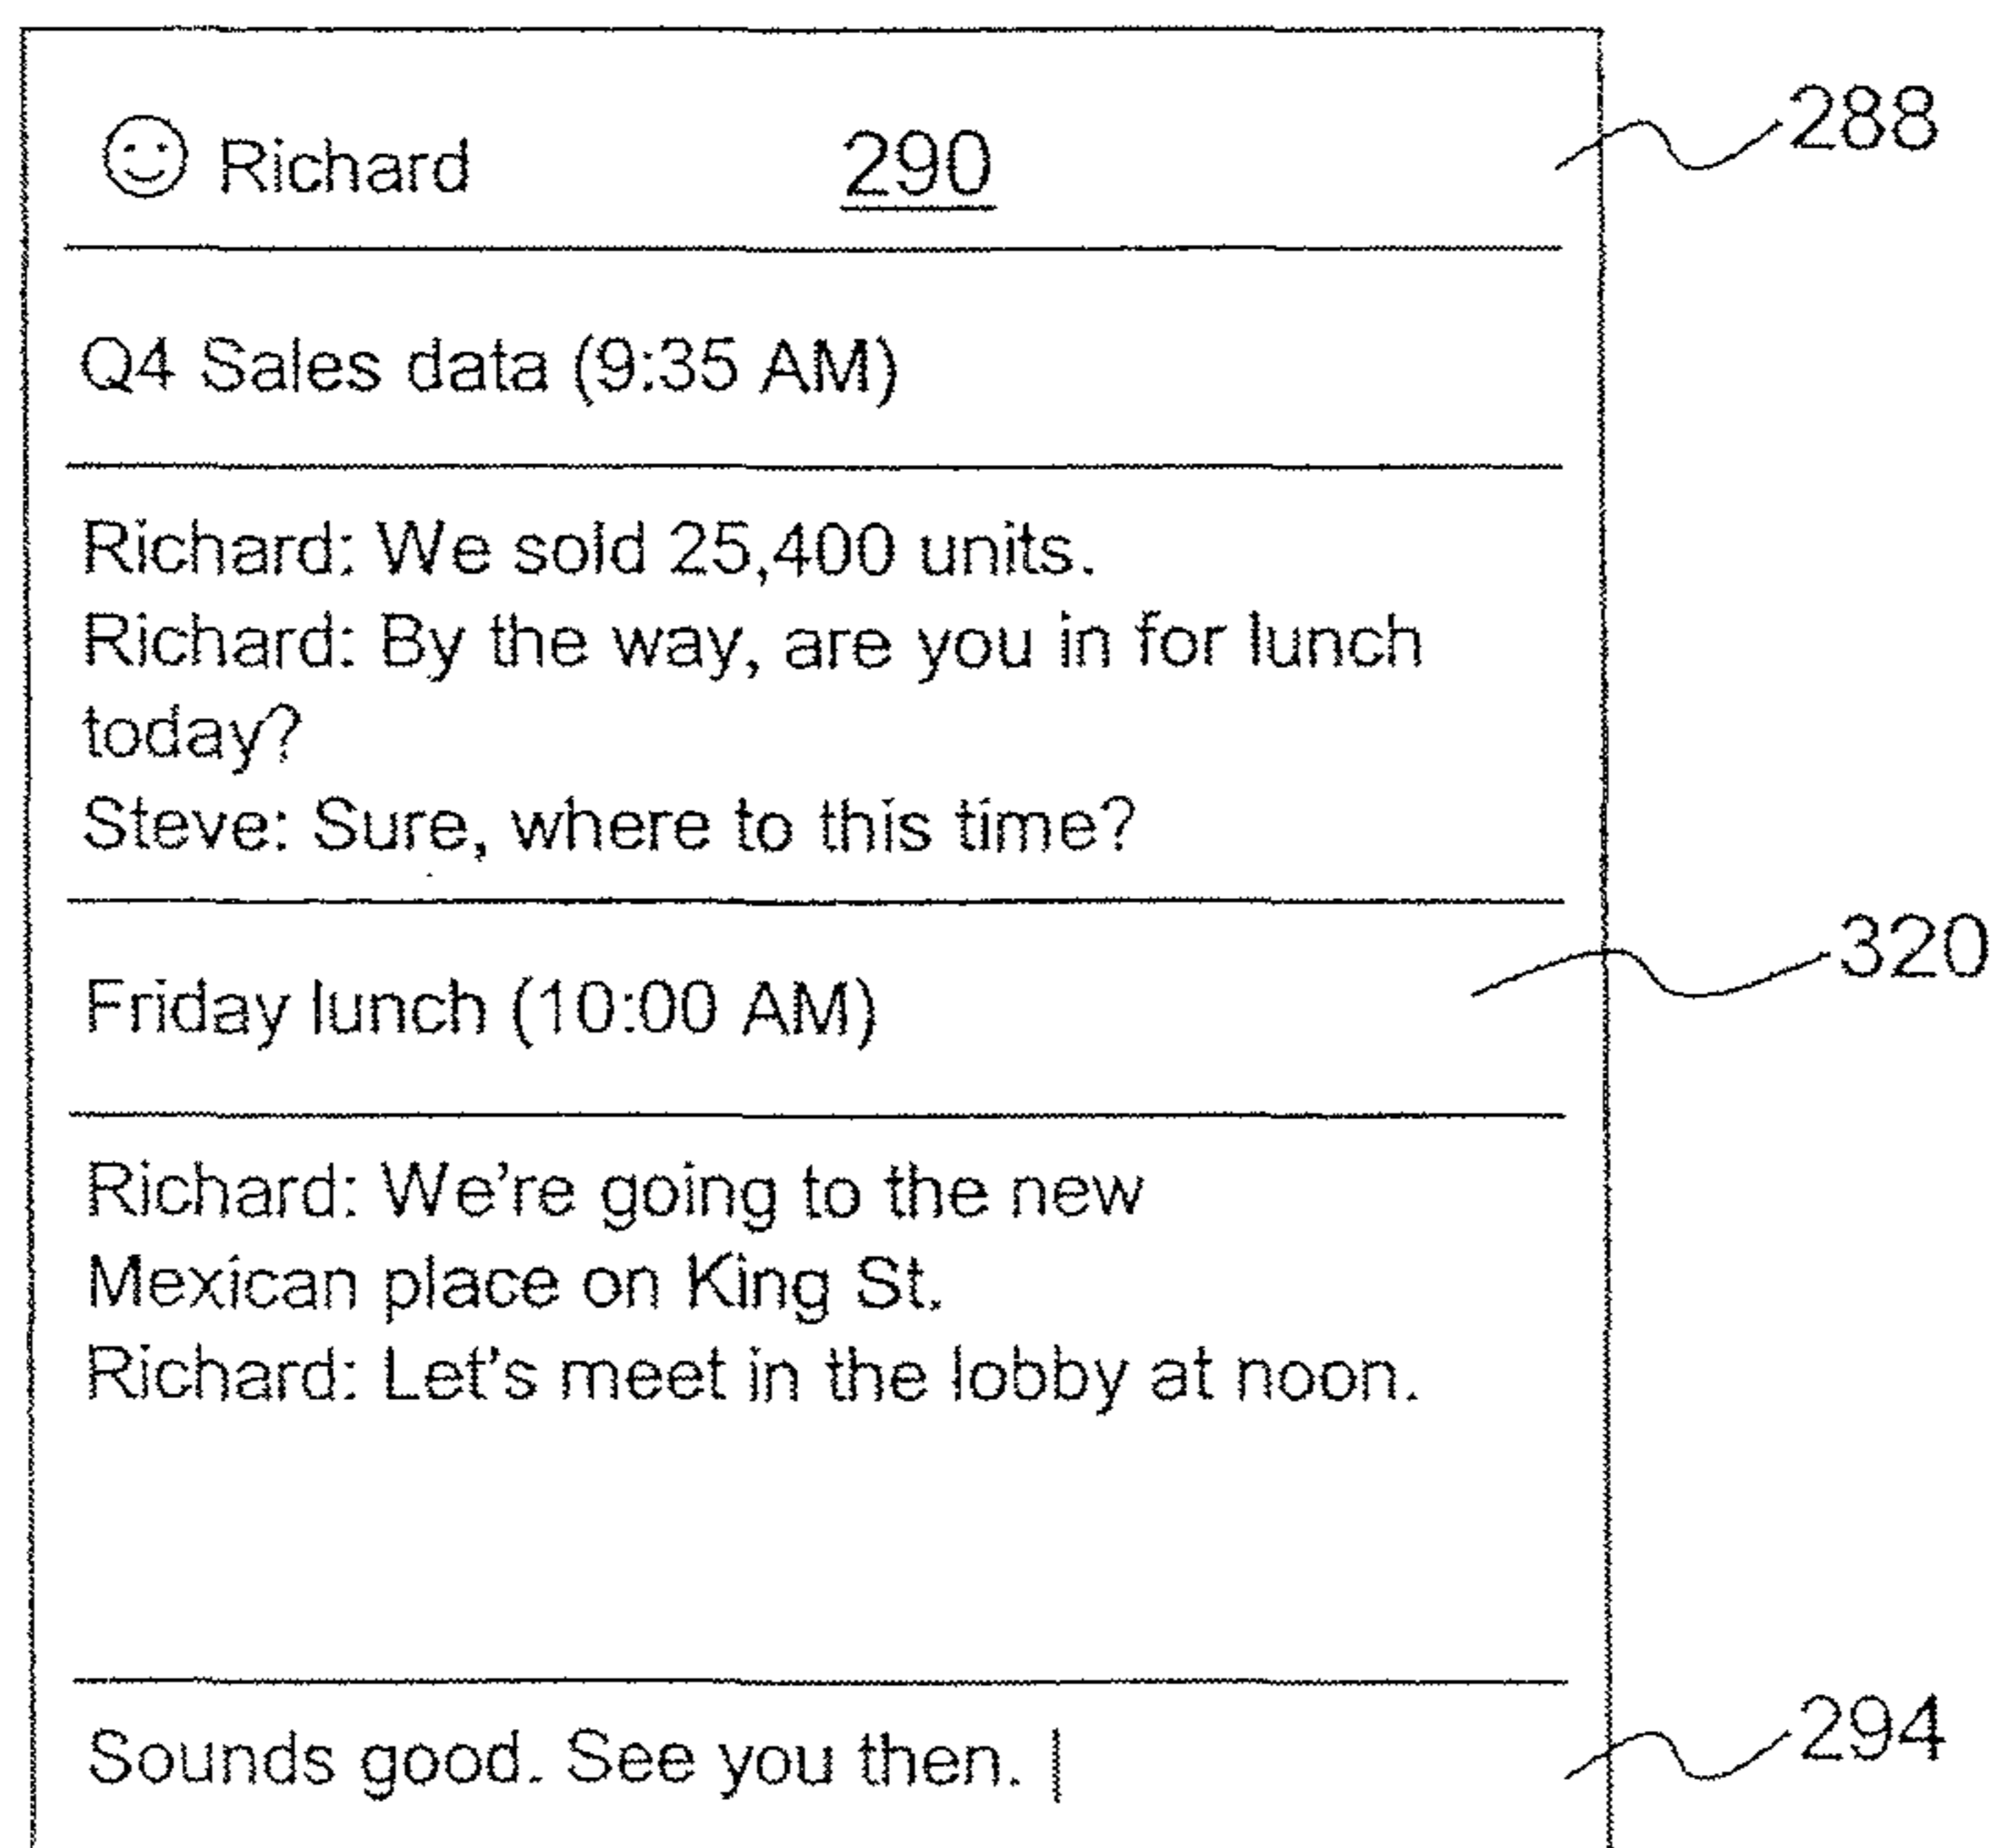 ☺ Richard 290
288
Q4 Sales data (9:35 AM)
Richard: We sold 25,400 units.
Richard: By the way, are you in for lunch
today?
Steve: Sure, where to this time?
320
Friday lunch (10:00 AM)
Richard: We're going to the new
Mexican place on King St.
Richard: Let's meet in the lobby at noon.
294
Sounds good. See you then. |